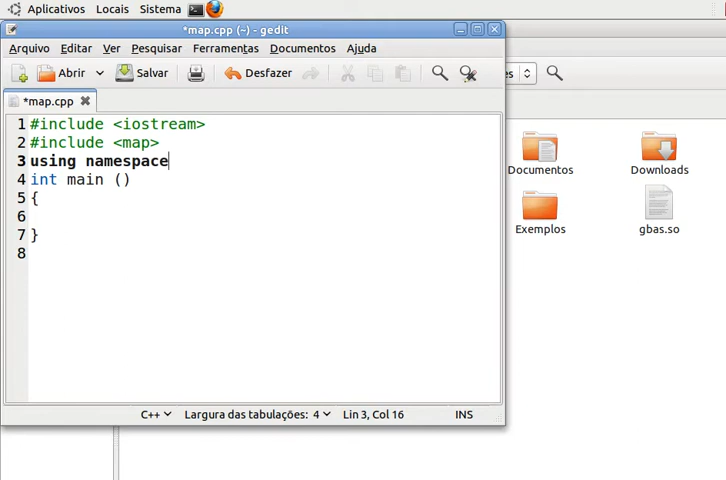 Aplicativos Locais Sistema
*map.cpp (~) - gedit
Arquivo Editar Ver Pesquisar Ferramentas Documentos Ajuda
Abrir Salvar Desfazer
es
*map.cpp
1 #include <iostream>
2 #include <map>
3 using namespace
4 int main ()
5 {
6
7 }
8
Documentos Downloads
Exemplos gbas.so
C++ Largura das tabulações: 4 Lin 3, Col 16 INS